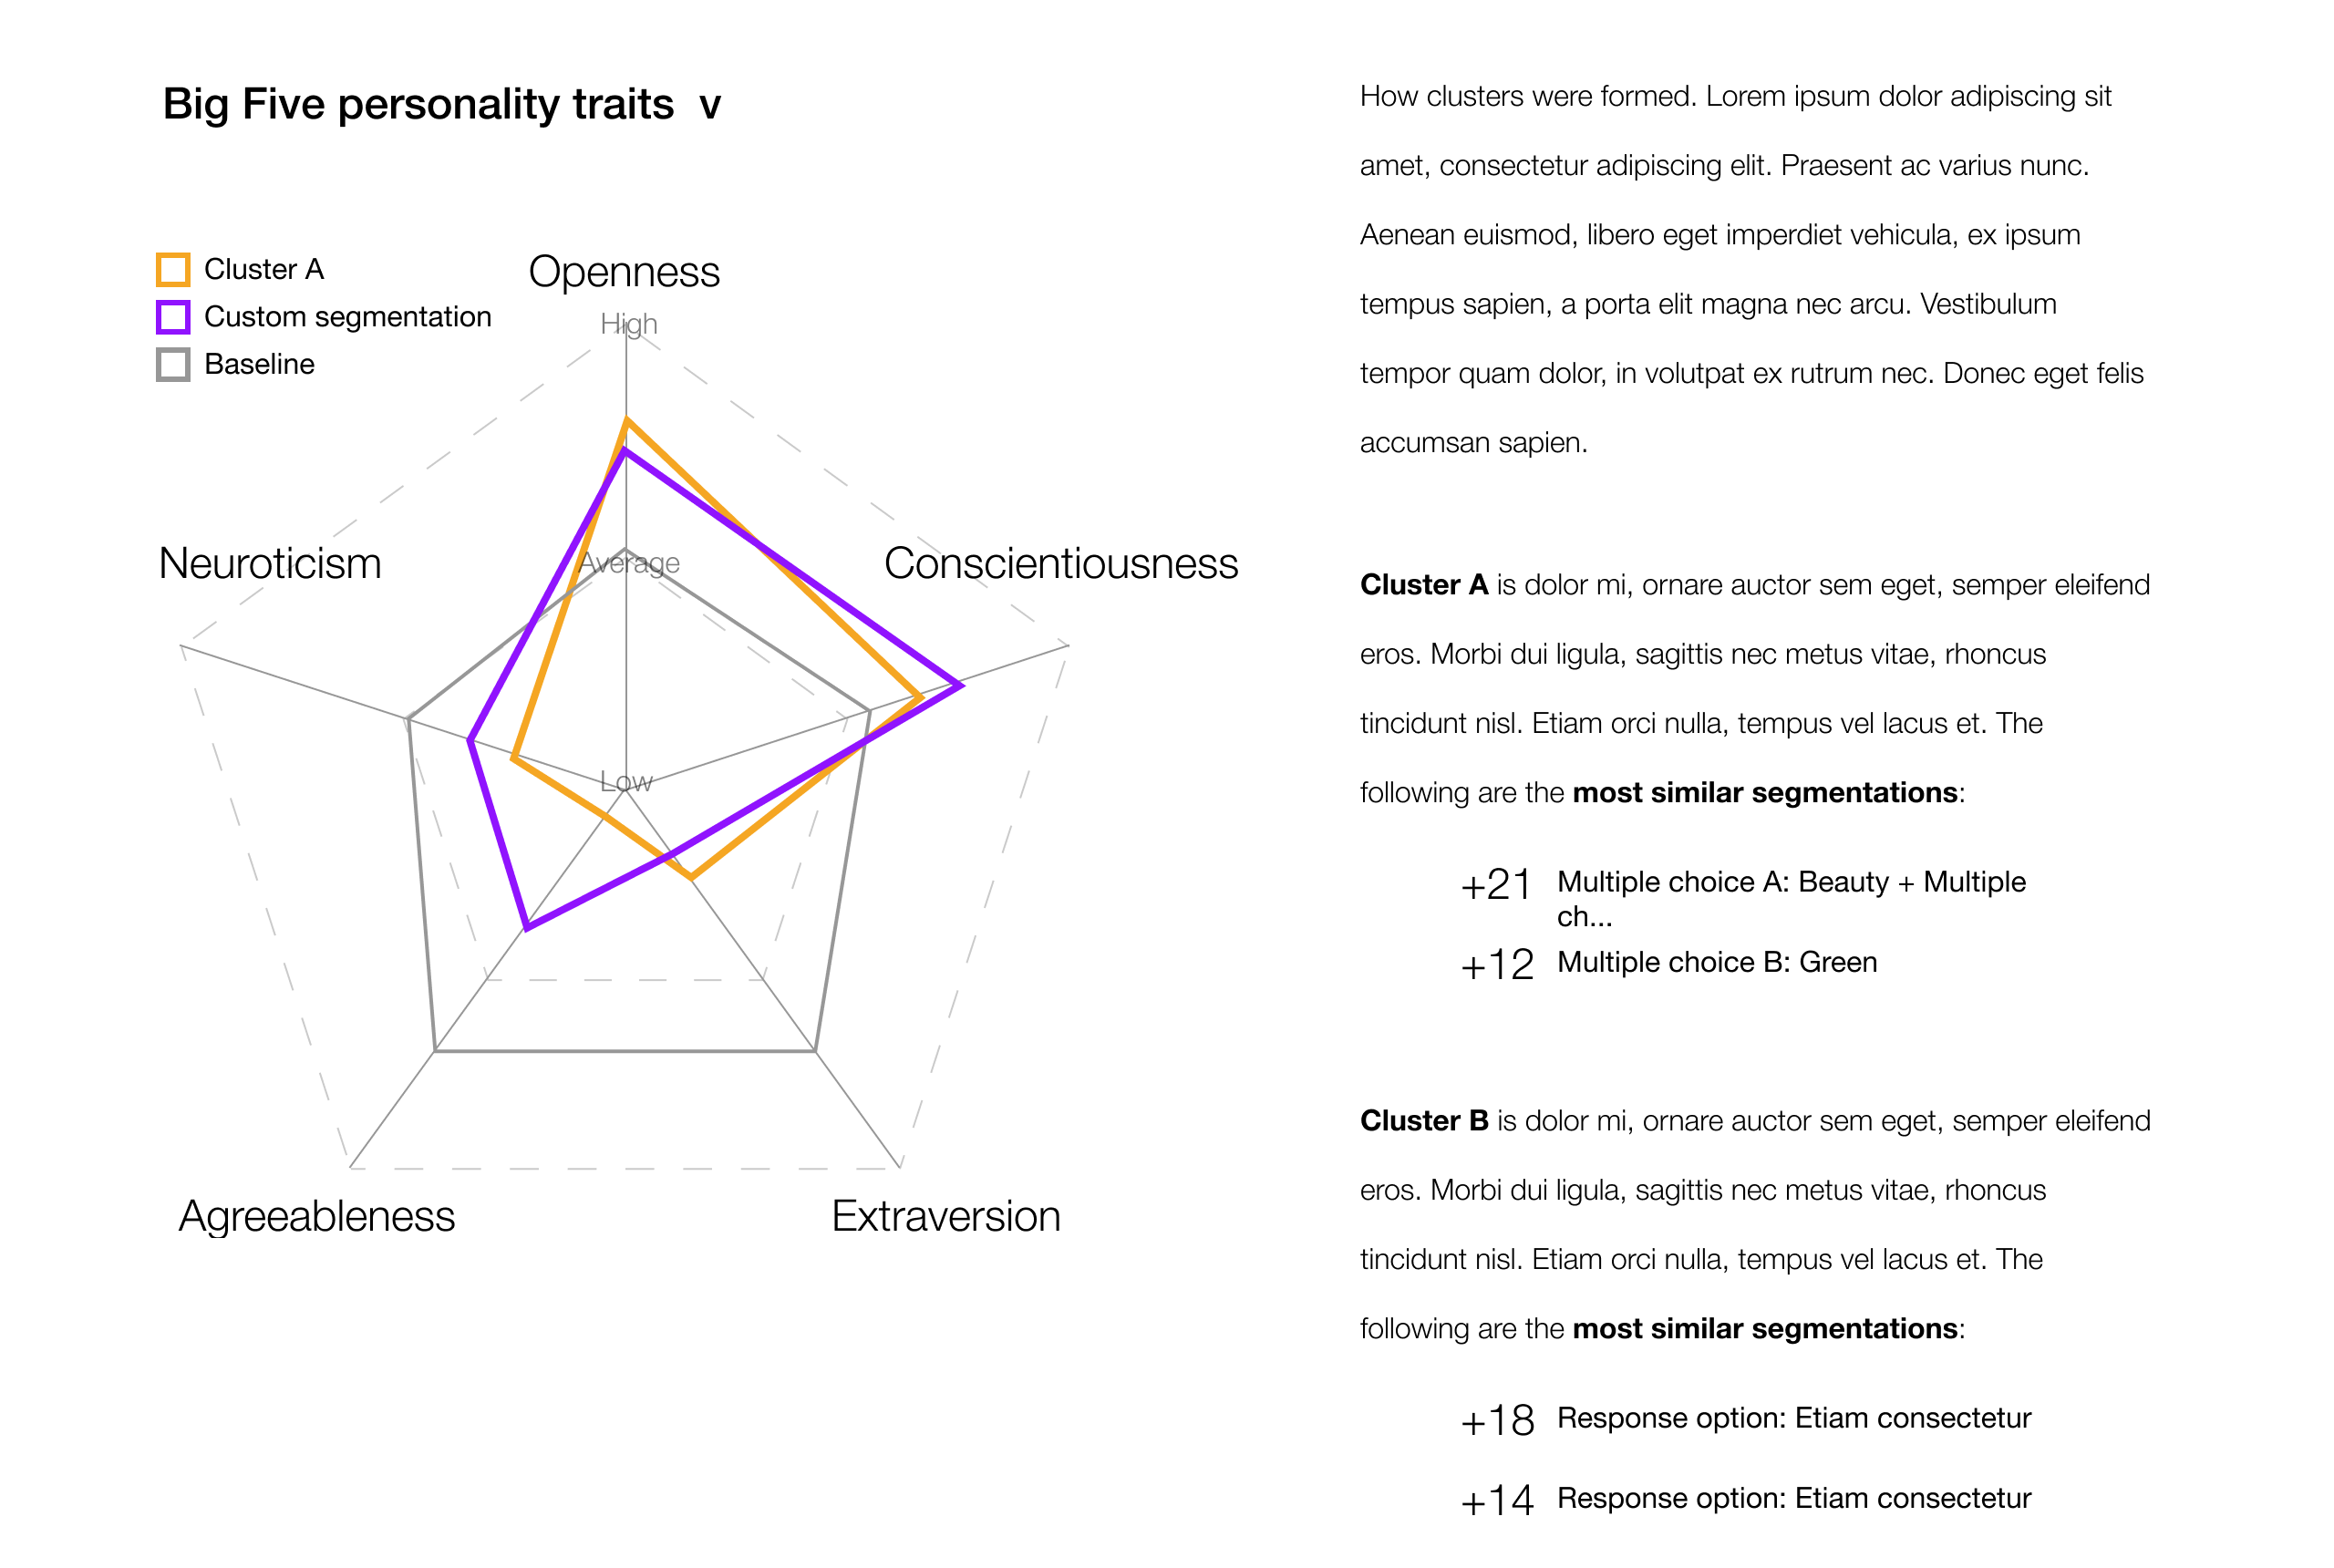 Big Five personality traits v
Cluster A
Custom segmentation
Baseline
Openness
High
Neuroticism
Average
Conscientiousness
Low
Agreeableness
Extraversion
How clusters were formed. Lorem ipsum dolor adipiscing sit
amet, consectetur adipiscing elit. Praesent ac varius nunc.
Aenean euismod, libero eget imperdiet vehicula, ex ipsum
tempus sapien, a porta elit magna nec arcu. Vestibulum
tempor quam dolor, in volutpat ex rutrum nec. Donec eget felis
accumsan sapien.
Cluster A is dolor mi, ornare auctor sem eget, semper eleifend
eros. Morbi dui ligula, sagittis nec metus vitae, rhoncus
tincidunt nisl. Etiam orci nulla, tempus vel lacus et. The
following are the most similar segmentations:
+21 Multiple choice A: Beauty + Multiple
ch...
+12 Multiple choice B: Green
Cluster B is dolor mi, ornare auctor sem eget, semper eleifend
eros. Morbi dui ligula, sagittis nec metus vitae, rhoncus
tincidunt nisl. Etiam orci nulla, tempus vel lacus et. The
following are the most similar segmentations:
+18 Response option: Etiam consectetur
+14 Response option: Etiam consectetur